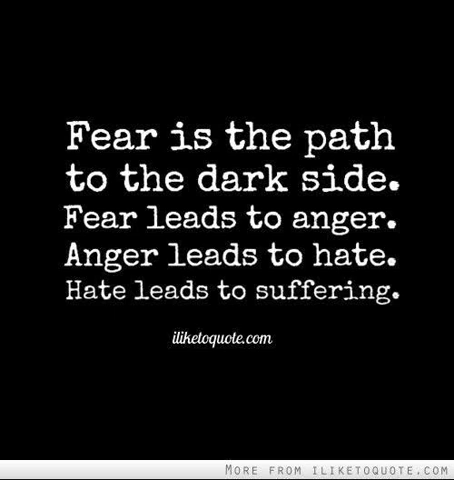 Fear is the path
to the dark side.
Fear leads to anger.
Anger leads to hate.
Hate leads to suffering.
iliketoquote.com
MORE FROM ILIKETOQUOTE.COM